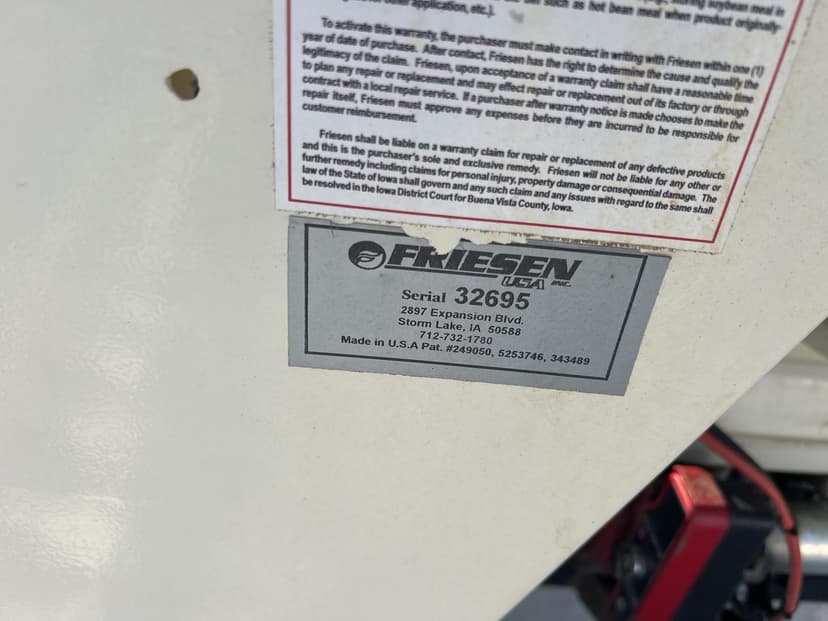 such as hot bean meal when product originally
application, etc.).
To activate this warranty, the purchaser must make contact in writing with Friesen within one (1)
year of date of purchase. After contact, Friesen has the right to determine the cause and qualify the
legitimacy of the claim. Friesen, upon acceptance of a warranty claim shall have a reasonable time
to plan any repair or replacement and may effect repair or replacement out of its factory or through
contract with a local repair service. If a purchaser after warranty notice is made chooses to make the
repair itself, Friesen must approve any expenses before they are incurred to be responsible for
customer reimbursement.
Friesen shall be liable on a warranty claim for repair or replacement of any defective products
and this is the purchaser's sole and exclusive remedy. Friesen will not be liable for any other or
further remedy including claims for personal injury, property damage or consequential damage. The
law of the State of Iowa shall govern and any such claim and any issues with regard to the same shall
be resolved in the Iowa District Court for Buena Vista County, Iowa.
FRIESEN
USA INC.
Serial 32695
2897 Expansion Blvd.
Storm Lake, IA 50588
712-732-1780
Made in U.S.A Pat. #249050, 5253746, 343489